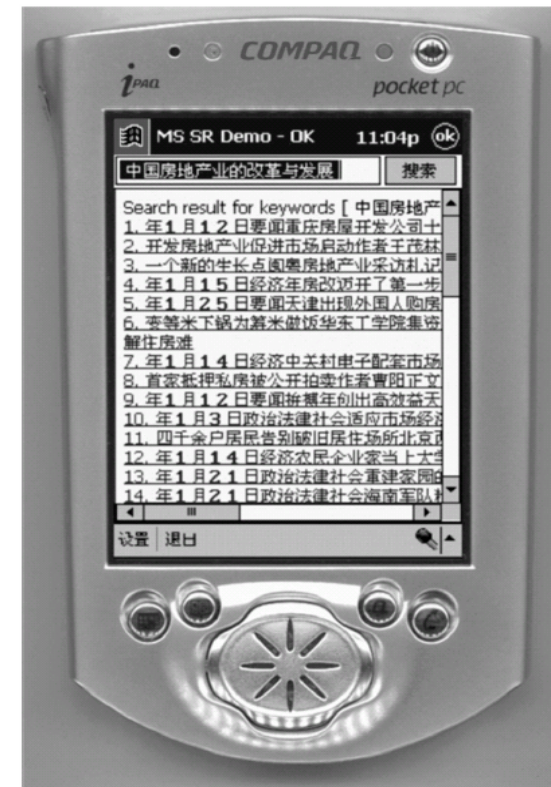 COMPAQ
iPAQ
pocket pc
MS SR Demo - OK 11:04p ok
中国房地产业的改革与发展 搜索
Search result for keywords [ 中国房地产
1. 年1月12日要闻重庆房屋开发公司十
2. 开发房地产业促进市场启动作者王茂林
3. 一个新的生长点闽粤房地产业采访札记
4. 年1月15日经济年房改迈开了第一步
5. 年1月25日要闻天津出现外国人购房
6. 变等米下锅为筹米做饭华东工学院集资
解住房难
7. 年1月14日经济中关村电子配套市场
8. 首家抵押私房被公开拍卖作者曹阳正文
9. 年1月12日要闻拚搏年创出高效益天
10. 年1月3日政治法律社会适应市场经济
11. 四千余户居民告别破旧居住场所北京西
12. 年1月14日经济农民企业家当上大学
13. 年1月21日政治法律社会重建家园的
14. 年1月21日政治法律社会海南军队
设置 退出